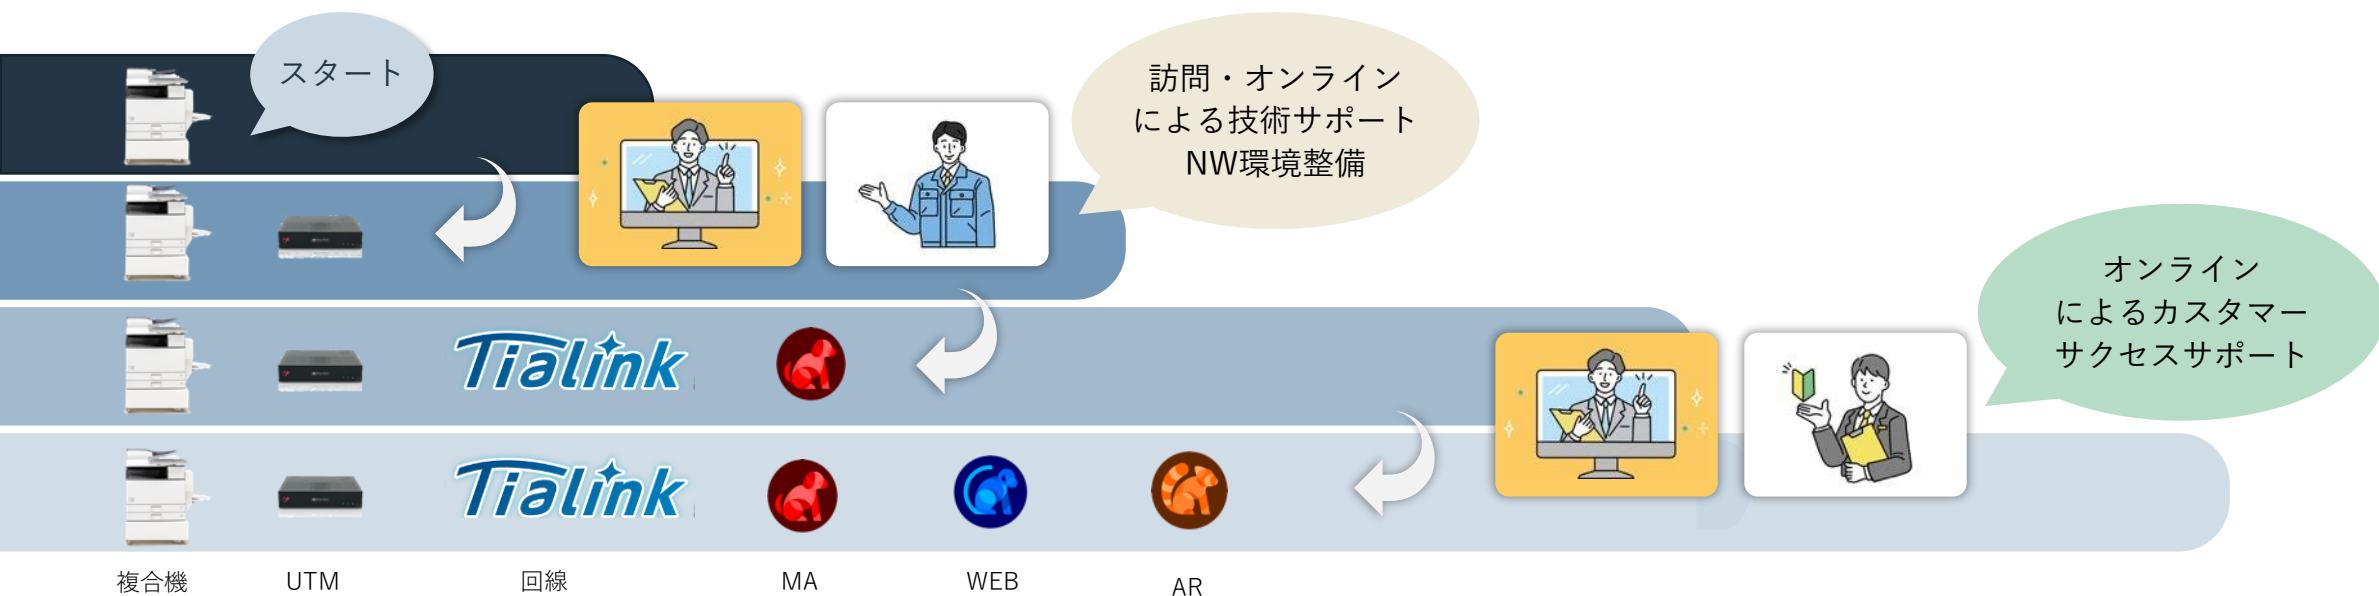 スタート
訪問・オンライン
による技術サポート
NW環境整備
オンライン
によるカスタマー
サクセスサポート
Tialink
Tialink
複合機
UTM
回線
MA
WEB
AR